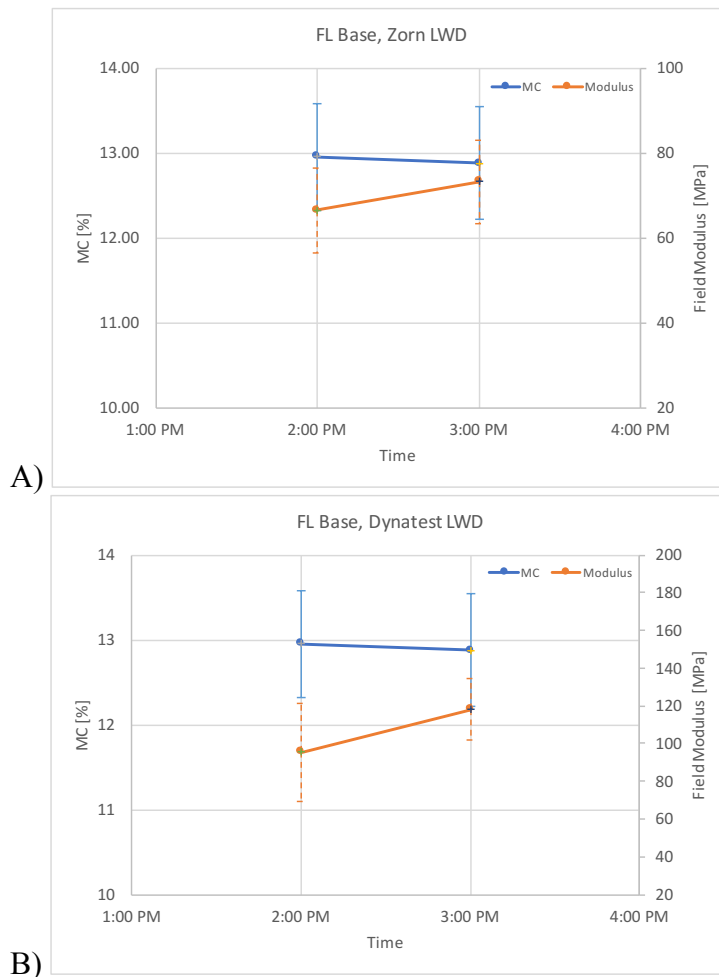 FL Base, Zorn LWD
MC Modulus
14.00
13.00
12.00
11.00
10.00
MC [%]
100
80
60
40
20
Field Modulus [MPa]
1:00 PM 2:00 PM 3:00 PM 4:00 PM
Time
A)
FL Base, Dynatest LWD
MC Modulus
14
13
12
11
10
MC [%]
200
180
160
140
120
100
80
60
40
20
Field Modulus [MPa]
1:00 PM 2:00 PM 3:00 PM 4:00 PM
Time
B)